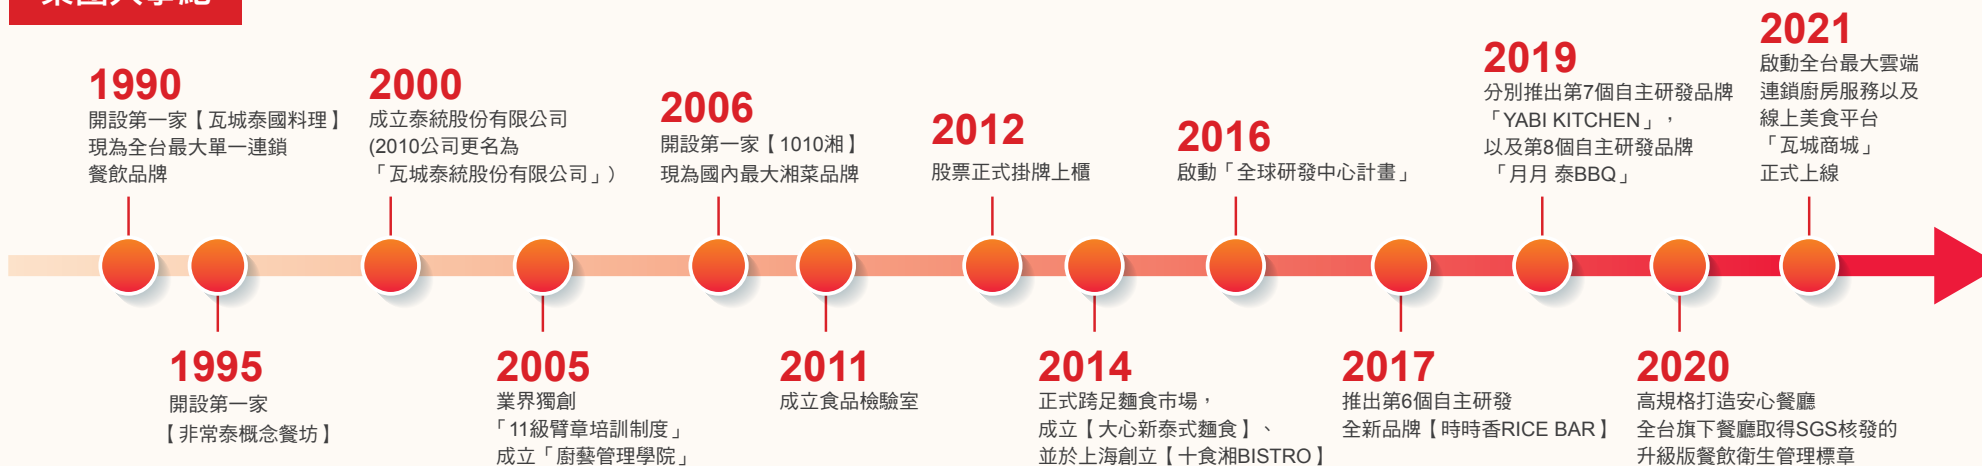 1990
開設第一家【瓦城泰國料理】
現為全台最大單一連鎖
餐飲品牌
1995
開設第一家
【非常泰概念餐坊】
2000
成立泰統股份有限公司
(2010公司更名為
「瓦城泰統股份有限公司」)
2005
業界獨創
「11級臂章培訓制度」
成立「廚藝管理學院」
2006
開設第一家【1010湘】
現為國內最大湘菜品牌
2011
成立食品檢驗室
2012
股票正式掛牌上櫃
2014
正式跨足麵食市場，
成立【大心新泰式麵食】、
並於上海創立【十食湘BISTRO】
2016
啟動「全球研發中心計畫」
2017
推出第6個自主研發
全新品牌【時時香RICE BAR】
2019
分別推出第7個自主研發品牌
「YABI KITCHEN」，
以及第8個自主研發品牌
「月月 泰BBQ」
2020
高規格打造安心餐廳
全台旗下餐廳取得SGS核發的
升級版餐飲衛生管理標章
2021
啟動全台最大雲端
連鎖廚房服務以及
線上美食平台
「瓦城商城」
正式上線